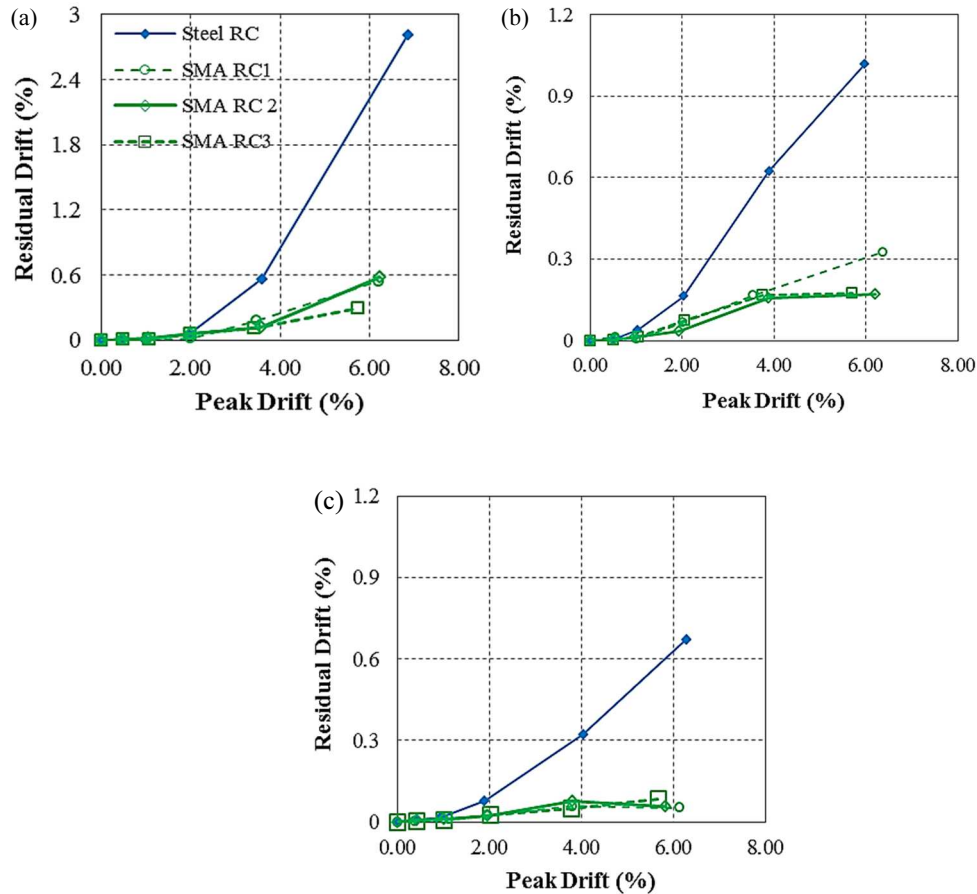 (a)
Residual Drift (%)
3
2.4
1.8
1.2
0.6
0
Steel RC
SMA RC1
SMA RC 2
SMA RC3
0.00 2.00 4.00 6.00 8.00
Peak Drift (%)
(b)
Residual Drift (%)
1.2
0.9
0.6
0.3
0
0.00 2.00 4.00 6.00 8.00
Peak Drift (%)
(c)
Residual Drift (%)
1.2
0.9
0.6
0.3
0
0.00 2.00 4.00 6.00 8.00
Peak Drift (%)